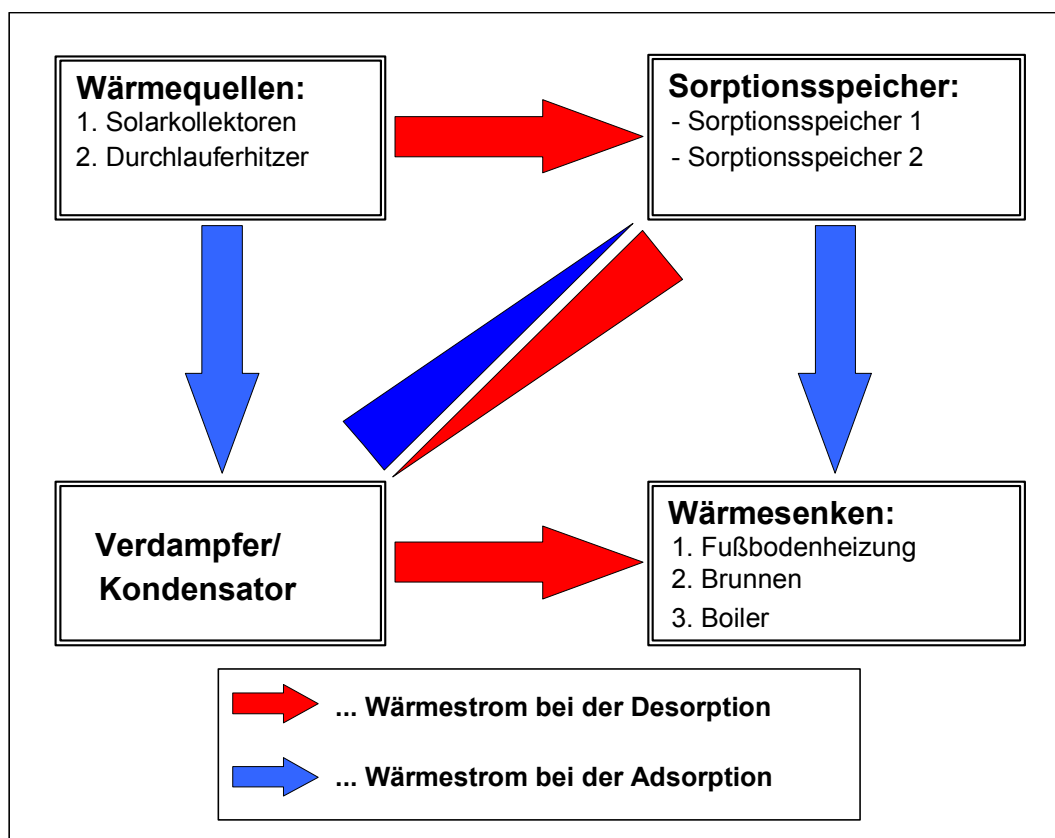 Wärmequellen:
1. Solarkollektoren
2. Durchlauferhitzer
Sorptionsspeicher:
- Sorptionsspeicher 1
- Sorptionsspeicher 2
Verdampfer/
Kondensator
Wärmesenken:
1. Fußbodenheizung
2. Brunnen
3. Boiler
... Wärmestrom bei der Desorption
... Wärmestrom bei der Adsorption